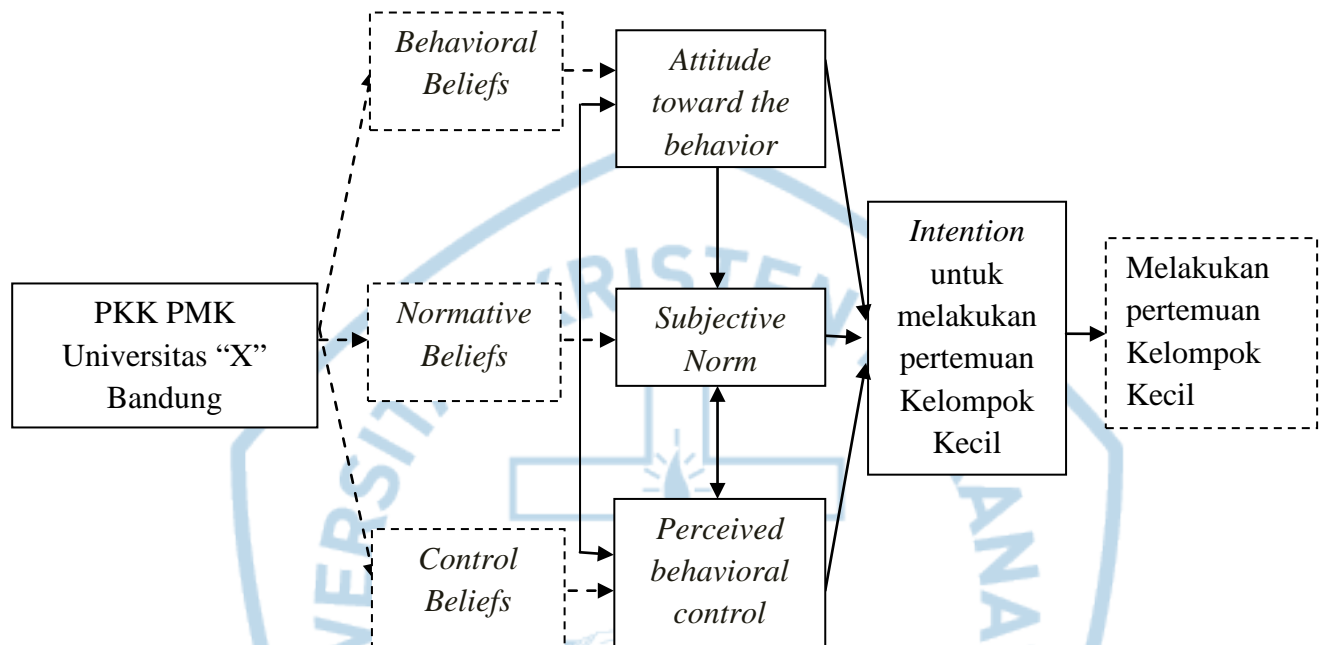 Behavioral
Beliefs
Attitude
toward the
behavior
PKK PMK
Universitas “X”
Bandung
Normative
Beliefs
Subjective
Norm
Intention
untuk
melakukan
pertemuan
Kelompok
Kecil
Melakukan
pertemuan
Kelompok
Kecil
Control
Beliefs
Perceived
behavioral
control